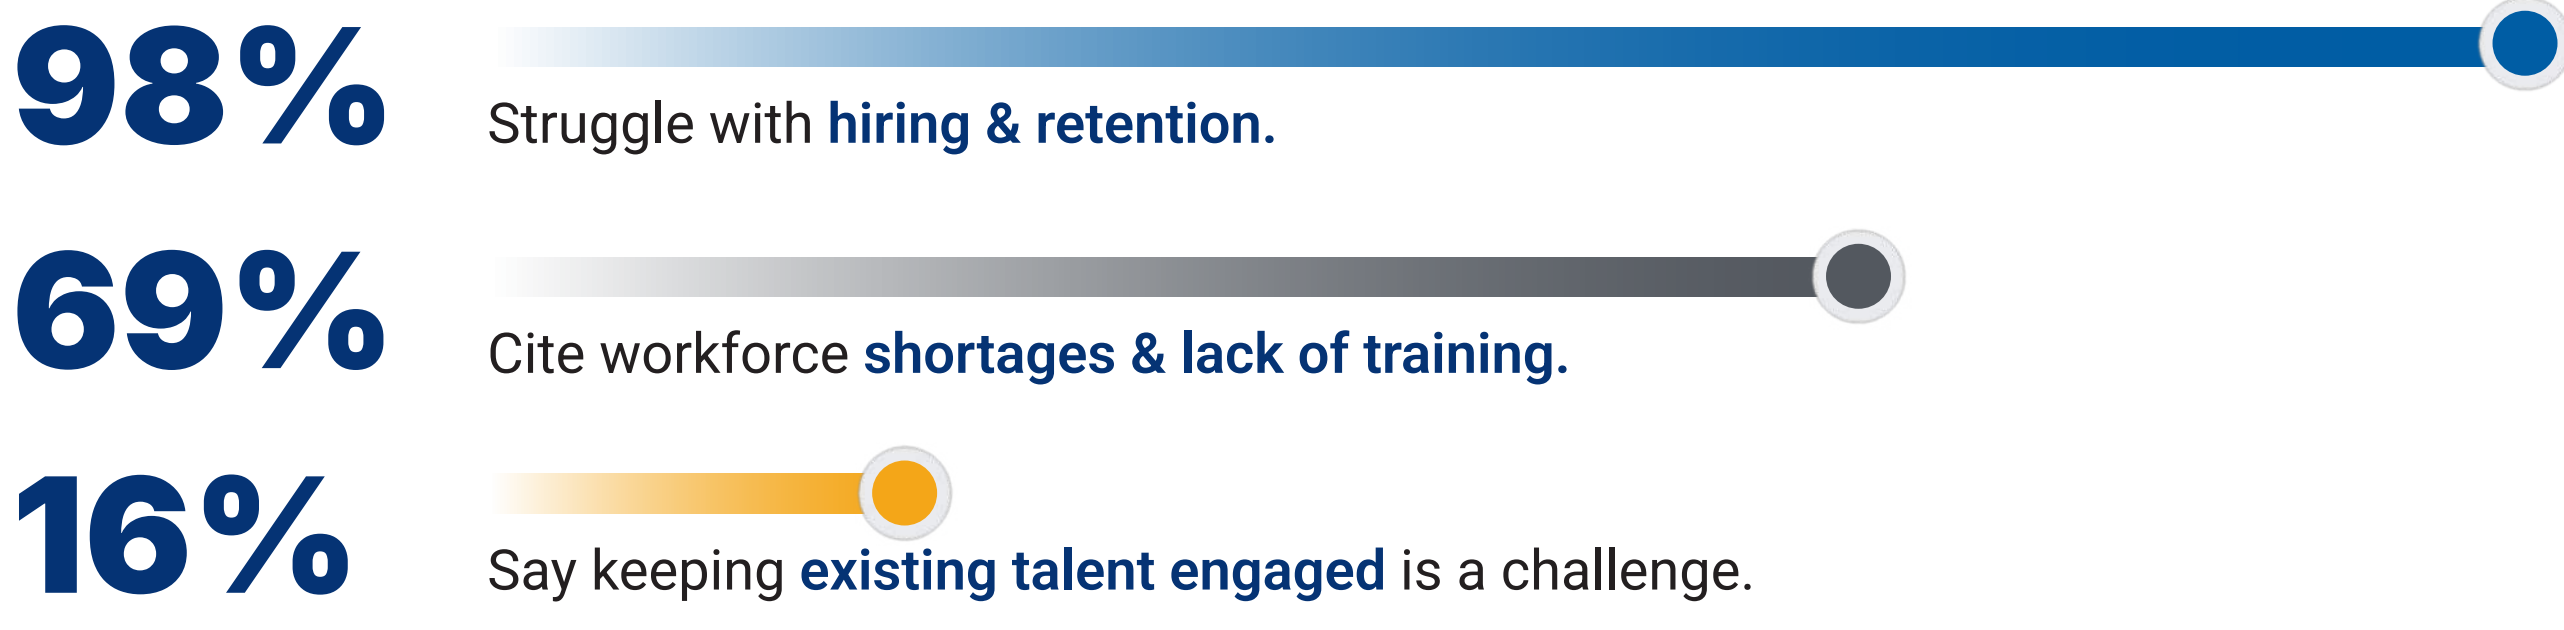 98%
Struggle with hiring & retention.
69%
Cite workforce shortages & lack of training.
16%
Say keeping existing talent engaged is a challenge.